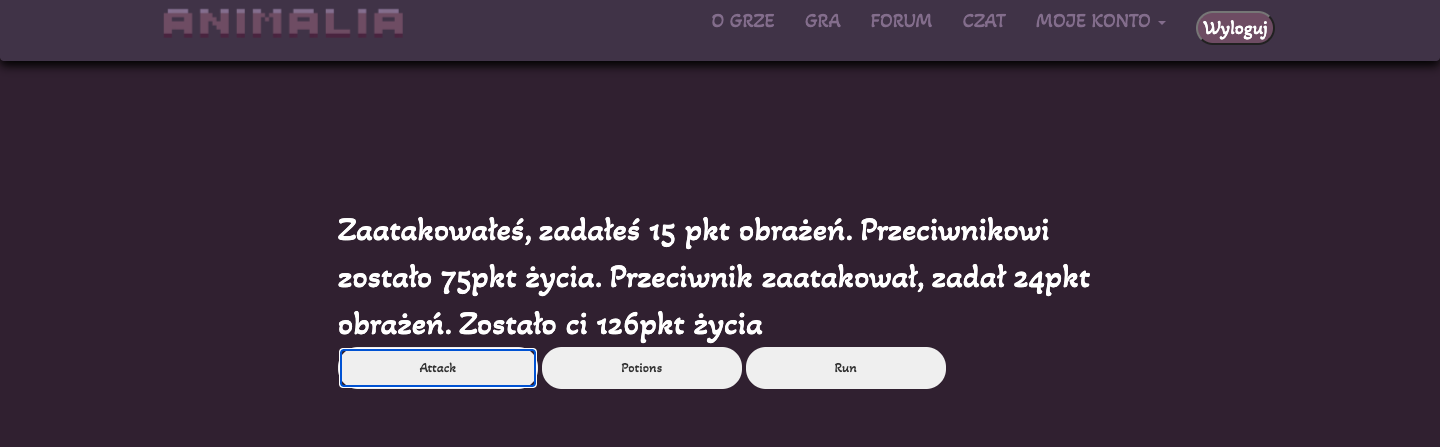 ANIMALIA O GRZE GRA FORUM CZAT MOJE KONTO Wyloguj
Zaatakowałeś, zadałeś 15 pkt obrażeń. Przeciwnikowi
zostało 75pkt życia. Przeciwnik zaatakował, zadał 24pkt
obrażeń. Zostało ci 126pkt życia
Attack Potions Run